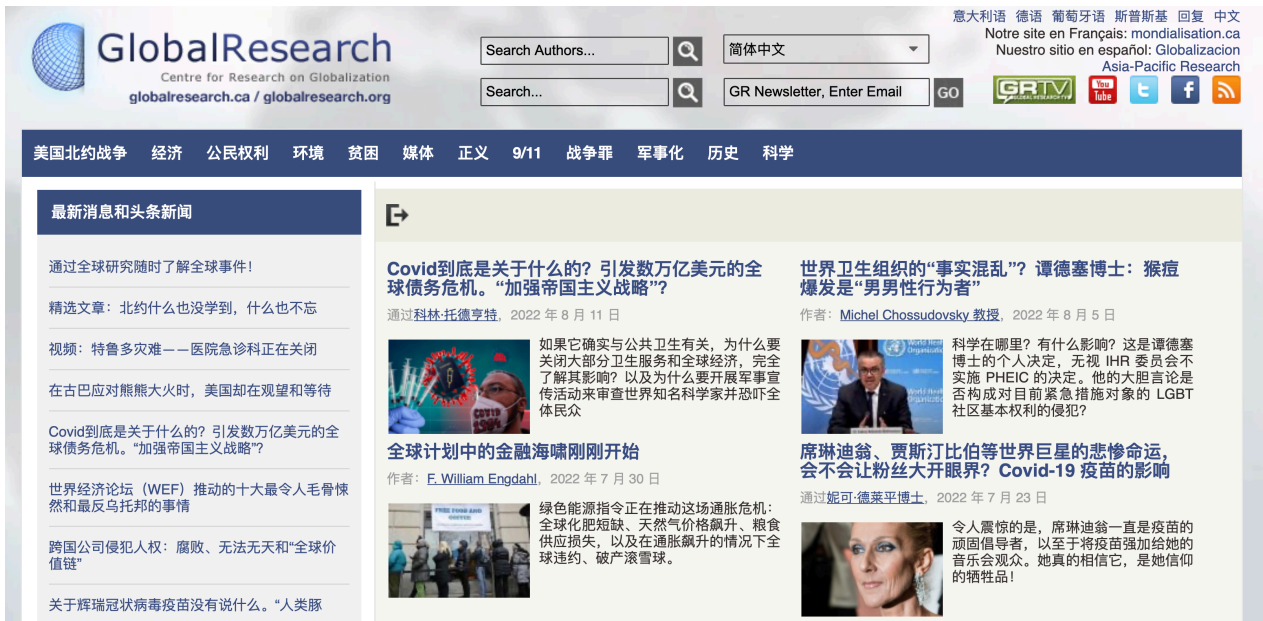 意大利语 德语 葡萄牙语 斯普斯基 回复 中文
GlobalResearch
Centre for Research on Globalization
globalresearch.ca / globalresearch.org
Search Authors...
简体中文
Notre site en Français: mondialisation.ca
Nuestro sitio en español: Globalizacion
Asia-Pacific Research
Search...
GR Newsletter, Enter Email
GO
GRTV
GLOBAL RESEARCH TV
You
Tube
美国北约战争 经济 公民权利 环境 贫困 媒体 正义 9/11 战争罪 军事化 历史 科学
最新消息和头条新闻
通过全球研究随时了解全球事件！
精选文章：北约什么也没学到，什么也不忘
视频：特鲁多灾难——医院急诊科正在关闭
在古巴应对熊熊大火时，美国却在观望和等待
Covid到底是关于什么的？引发数万亿美元的全
球债务危机。“加强帝国主义战略”？
世界经济论坛（WEF）推动的十大最令人毛骨悚
然和最反乌托邦的事情
跨国公司侵犯人权：腐败、无法无天和“全球价
值链”
关于辉瑞冠状病毒疫苗没有说什么。“人类豚
Covid到底是关于什么的？引发数万亿美元的全
球债务危机。“加强帝国主义战略”？
通过科林·托德亨特，2022 年 8 月 11 日
COVID
如果它确实与公共卫生有关，为什么要
关闭大部分卫生服务和全球经济，完全
了解其影响？以及为什么要开展军事宣
传活动来审查世界知名科学家并恐吓全
体民众
世界卫生组织的“事实混乱”？谭德塞博士：猴痘
爆发是“男男性行为者”
作者：Michel Chossudovsky 教授，2022 年 8 月 5 日
World Health
Organization
科学在哪里？有什么影响？这是谭德塞
博士的个人决定，无视 IHR 委员会不
实施 PHEIC 的决定。他的大胆言论是
否构成对目前紧急措施对象的 LGBT
社区基本权利的侵犯？
全球计划中的金融海啸刚刚开始
作者：F. William Engdahl，2022 年 7 月 30 日
FREE FOOD AND
COFFEE
绿色能源指令正在推动这场通胀危机：
全球化肥短缺、天然气价格飙升、粮食
供应损失，以及在通胀飙升的情况下全
球违约、破产滚雪球。
席琳迪翁、贾斯汀比伯等世界巨星的悲惨命运，
会不会让粉丝大开眼界？Covid-19 疫苗的影响
通过妮可·德莱平博士，2022 年 7 月 23 日
令人震惊的是，席琳迪翁一直是疫苗的
顽固倡导者，以至于将疫苗强加给她的
音乐会观众。她真的相信它，是她信仰
的牺牲品！